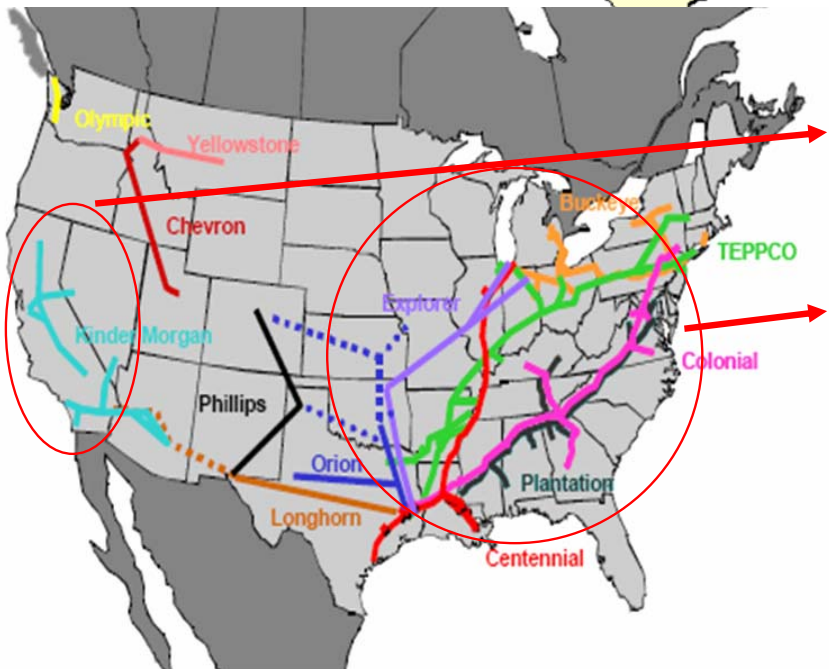 Olympic
Yellowstone
Chevron
Buckeye
TEPPCO
Explorer
Kinder Morgan
Colonial
Phillips
Orion
Plantation
Longhorn
Centennial